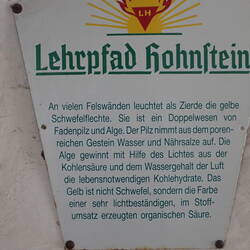 LH
Lehrpfad Hohnstein
An vielen Felswänden leuchtet als Zierde die gelbe
Schwefelflechte. Sie ist ein Doppelwesen von
Fadenpilz und Alge. Der Pilz nimmt aus dem poren-
reichen Gestein Wasser und Nährsalze auf. Die
Alge gewinnt mit Hilfe des Lichtes aus der
Kohlensäure und dem Wassergehalt der Luft
die lebensnotwendigen Kohlehydrate. Das
Gelb ist nicht Schwefel, sondern die Farbe
einer sehr lichtbeständigen, im Stoff-
umsatz erzeugten organischen Säure.